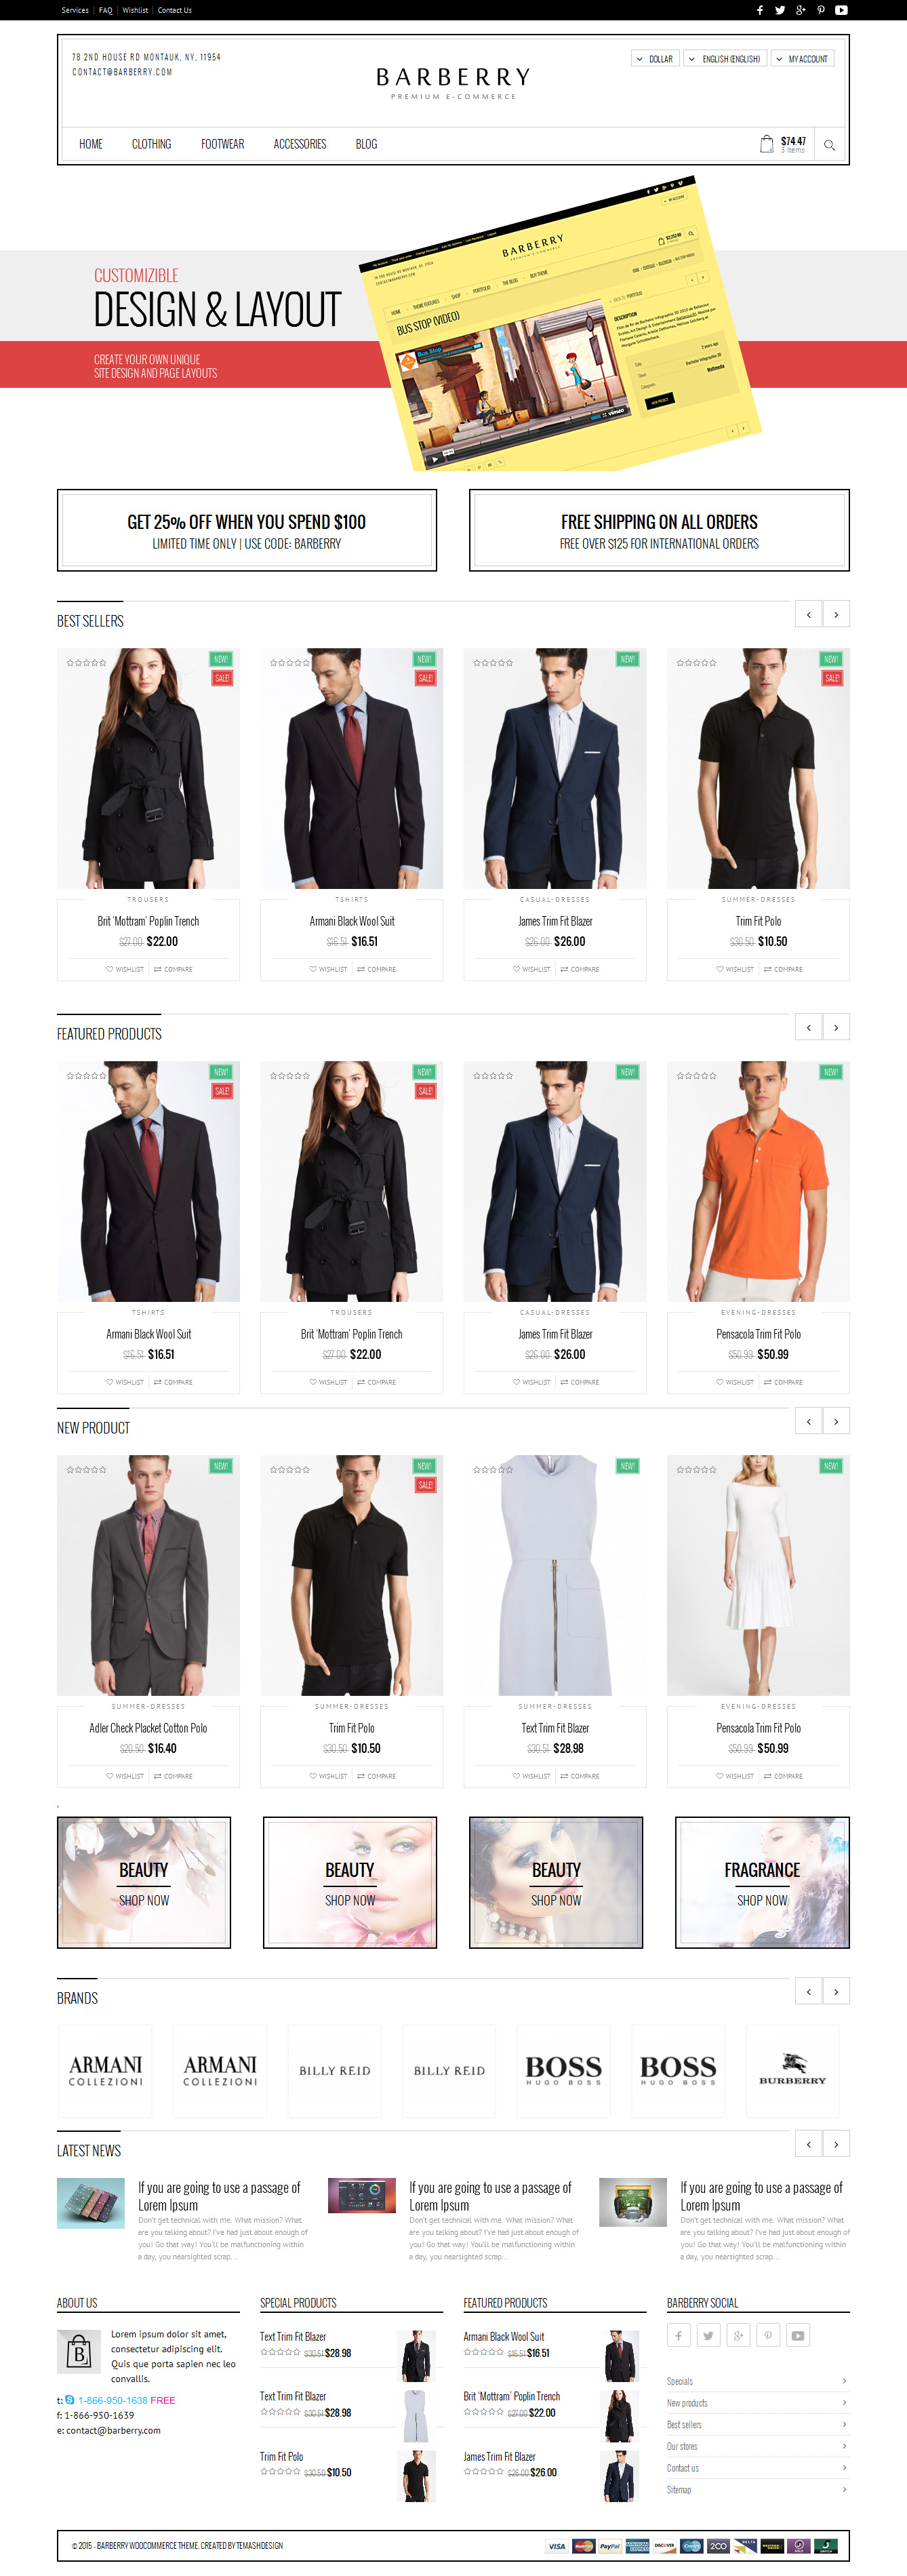 Services FAQ Wishlist Contact Us
78 2ND HOUSE RD MONTAUK, NY, 11954
CONTACT@BARBERRY.COM
BARBERRY
PREMIUM E-COMMERCE
DOLLAR ENGLISH (ENGLISH) MY ACCOUNT
HOME CLOTHING FOOTWEAR ACCESSORIES BLOG
$74.47
3 items
CUSTOMIZIBLE
DESIGN & LAYOUT
CREATE YOUR OWN UNIQUE
SITE DESIGN AND PAGE LAYOUTS
BARBERRY
BUS STOP (VIDEO)
Bus Stop
DESCRIPTION
2 years ago
Multimedia
vimeo
GET 25% OFF WHEN YOU SPEND $100
LIMITED TIME ONLY | USE CODE: BARBERRY
FREE SHIPPING ON ALL ORDERS
FREE OVER $125 FOR INTERNATIONAL ORDERS
BEST SELLERS
NEW! NEW! NEW! NEW!
SALE! SALE! SALE!
TROUSERS TSHIRTS CASUAL-DRESSES SUMMER-DRESSES
Brit 'Mottram' Poplin Trench Armani Black Wool Suit James Trim Fit Blazer Trim Fit Polo
$27.00 $22.00 $16.51 $16.51 $26.00 $26.00 $30.50 $10.50
WISHLIST COMPARE WISHLIST COMPARE WISHLIST COMPARE WISHLIST COMPARE
FEATURED PRODUCTS
NEW! NEW! NEW! NEW!
SALE! SALE!
TSHIRTS TROUSERS CASUAL-DRESSES EVENING-DRESSES
Armani Black Wool Suit Brit 'Mottram' Poplin Trench James Trim Fit Blazer Pensacola Trim Fit Polo
$16.51 $16.51 $27.00 $22.00 $26.00 $26.00 $50.99 $50.99
WISHLIST COMPARE WISHLIST COMPARE WISHLIST COMPARE WISHLIST COMPARE
NEW PRODUCT
NEW! NEW! NEW! NEW!
SALE!
SUMMER-DRESSES SUMMER-DRESSES SUMMER-DRESSES EVENING-DRESSES
Adler Check Placket Cotton Polo Trim Fit Polo Text Trim Fit Blazer Pensacola Trim Fit Polo
$20.50 $16.40 $30.50 $10.50 $30.51 $28.98 $50.99 $50.99
WISHLIST COMPARE WISHLIST COMPARE WISHLIST COMPARE WISHLIST COMPARE
BEAUTY BEAUTY BEAUTY FRAGRANCE
SHOP NOW SHOP NOW SHOP NOW SHOP NOW
BRANDS
ARMANI ARMANI BILLY REID BILLY REID BOSS BOSS BURBERRY
COLLEZIONI COLLEZIONI HUGO BOSS HUGO BOSS
LATEST NEWS
If you are going to use a passage of
Lorem Ipsum
Don't get technical with me. What mission? What
are you talking about? I've had just about enough of
you! Go that way! You'll be malfunctioning within
a day, you nearsighted scrap...
If you are going to use a passage of
Lorem Ipsum
Don't get technical with me. What mission? What
are you talking about? I've had just about enough of
you! Go that way! You'll be malfunctioning within
a day, you nearsighted scrap...
If you are going to use a passage of
Lorem Ipsum
Don't get technical with me. What mission? What
are you talking about? I've had just about enough of
you! Go that way! You'll be malfunctioning within
a day, you nearsighted scrap...
ABOUT US
B
Lorem ipsum dolor sit amet,
consectetur adipiscing elit.
Quis que porta sapien nec leo
convallis.
t: 1-866-950-1638 FREE
f: 1-866-950-1639
e: contact@barberry.com
SPECIAL PRODUCTS
Text Trim Fit Blazer
$30.51 $28.98
Text Trim Fit Blazer
$30.51 $28.98
Trim Fit Polo
$30.50 $10.50
FEATURED PRODUCTS
Armani Black Wool Suit
$16.51 $16.51
Brit 'Mottram' Poplin Trench
$27.00 $22.00
James Trim Fit Blazer
$26.00 $26.00
BARBERRY SOCIAL
Specials
New products
Best sellers
Our stores
Contact us
Sitemap
© 2015 - BARBERRY WOOCOMMERCE THEME. CREATED BY TEMASHDESIGN
VISA MasterCard PayPal AMERICAN EXPRESS DISCOVER Cirrus 2CO DELTA